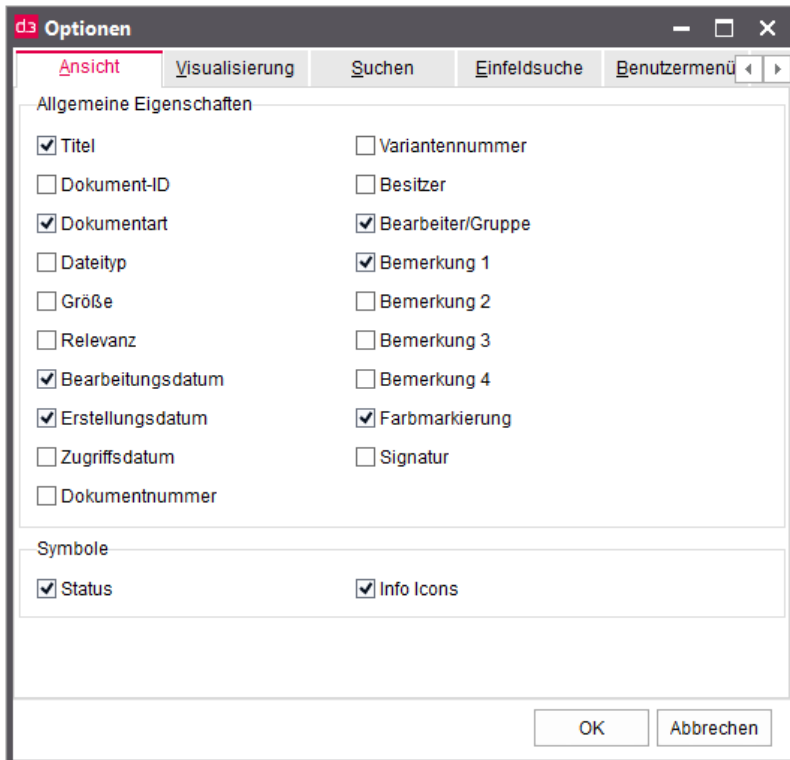 d3 Optionen
Ansicht Visualisierung Suchen Einfeldsuche Benutzermenü
Allgemeine Eigenschaften
Titel Variantennummer
Dokument-ID Besitzer
Dokumentart Bearbeiter/Gruppe
Dateityp Bemerkung 1
Größe Bemerkung 2
Relevanz Bemerkung 3
Bearbeitungsdatum Bemerkung 4
Erstellungsdatum Farbmarkierung
Zugriffsdatum Signatur
Dokumentnummer
Symbole
Status Info Icons
OK Abbrechen